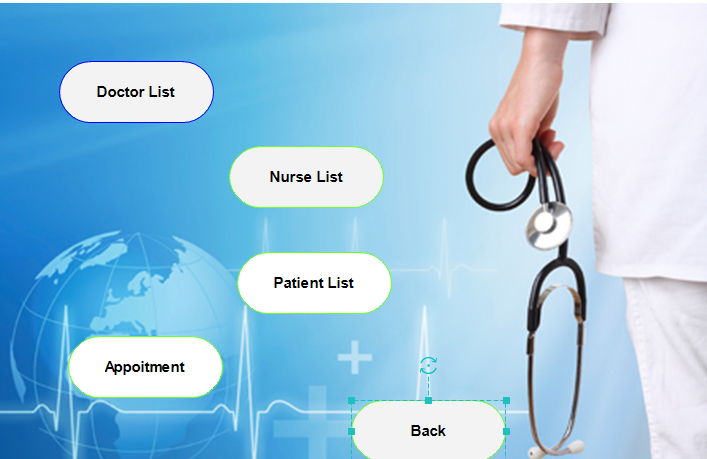 Doctor List
Nurse List
Patient List
Appoitment
Back